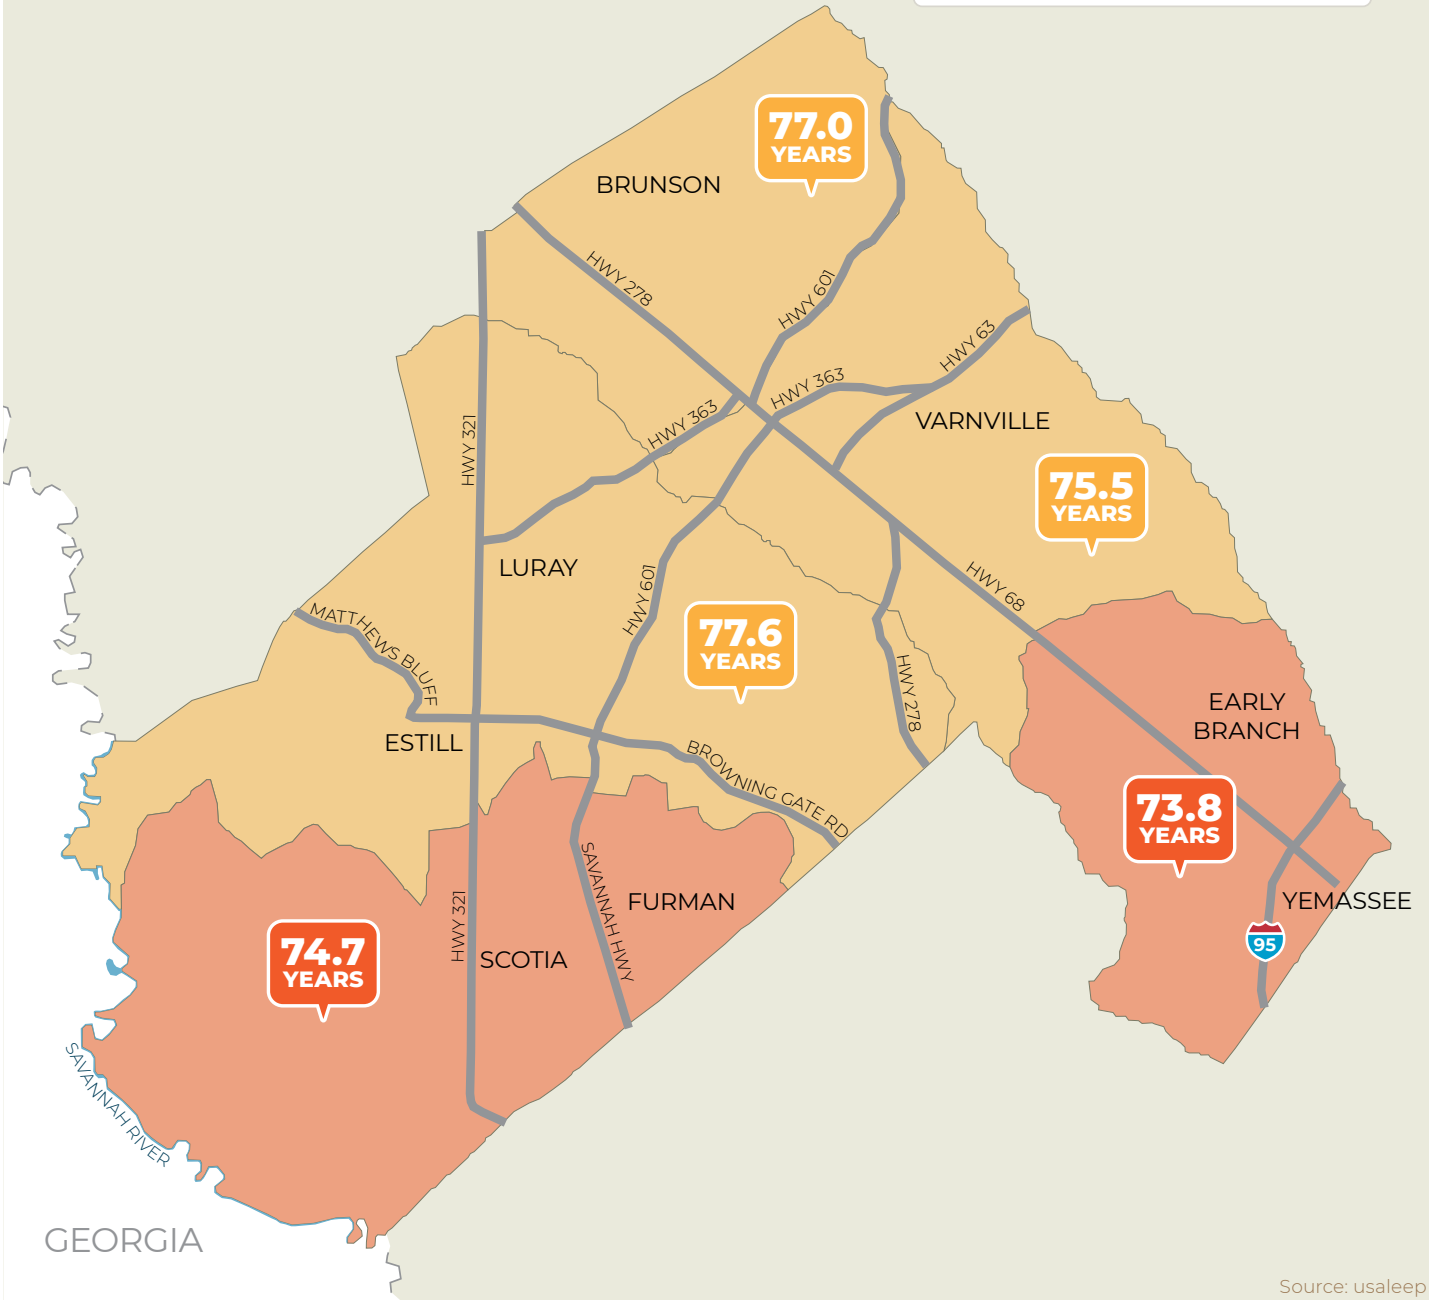 77.0
YEARS
BRUNSON
HWY 278
HWY 601
HWY 63
HWY 363
HWY 363
VARNVILLE
HWY 321
75.5
YEARS
LURAY
HWY 601
HWY 68
MATTHEWS BLUFF
77.6
YEARS
HWY 278
EARLY
BRANCH
ESTILL
BROWNING GATE RD
73.8
YEARS
SAVANNAH HWY
FURMAN
YEMASSEE
HWY 321
74.7
YEARS
SCOTIA
95
SAVANNAH RIVER
GEORGIA
Source: usaleep